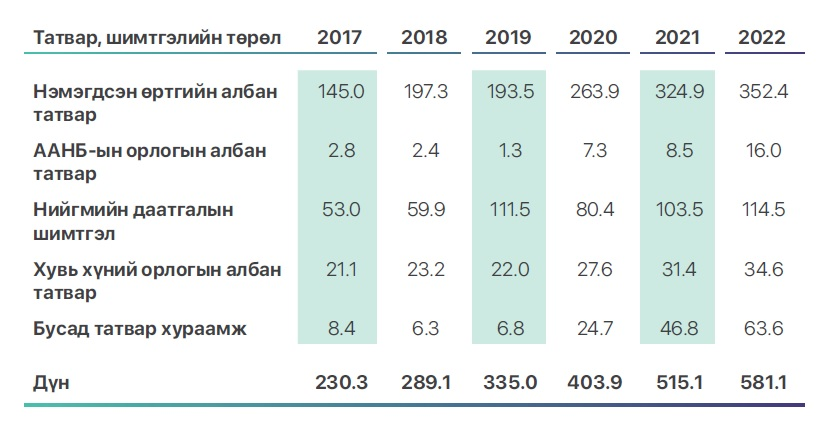 Татвар, шимтгэлийн төрөл 2017 2018 2019 2020 2021 2022
Нэмэгдсэн өртгийн албан 145.0 197.3 193.5 263.9 324.9 352.4
татвар
ААНБ-ын орлогын албан 2.8 2.4 1.3 7.3 8.5 16.0
татвар
Нийгмийн даатгалын 53.0 59.9 111.5 80.4 103.5 114.5
шимтгэл
Хувь хүний орлогын албан 21.1 23.2 22.0 27.6 31.4 34.6
татвар
Бусад татвар хураамж 8.4 6.3 6.8 24.7 46.8 63.6
Дүн 230.3 289.1 335.0 403.9 515.1 581.1